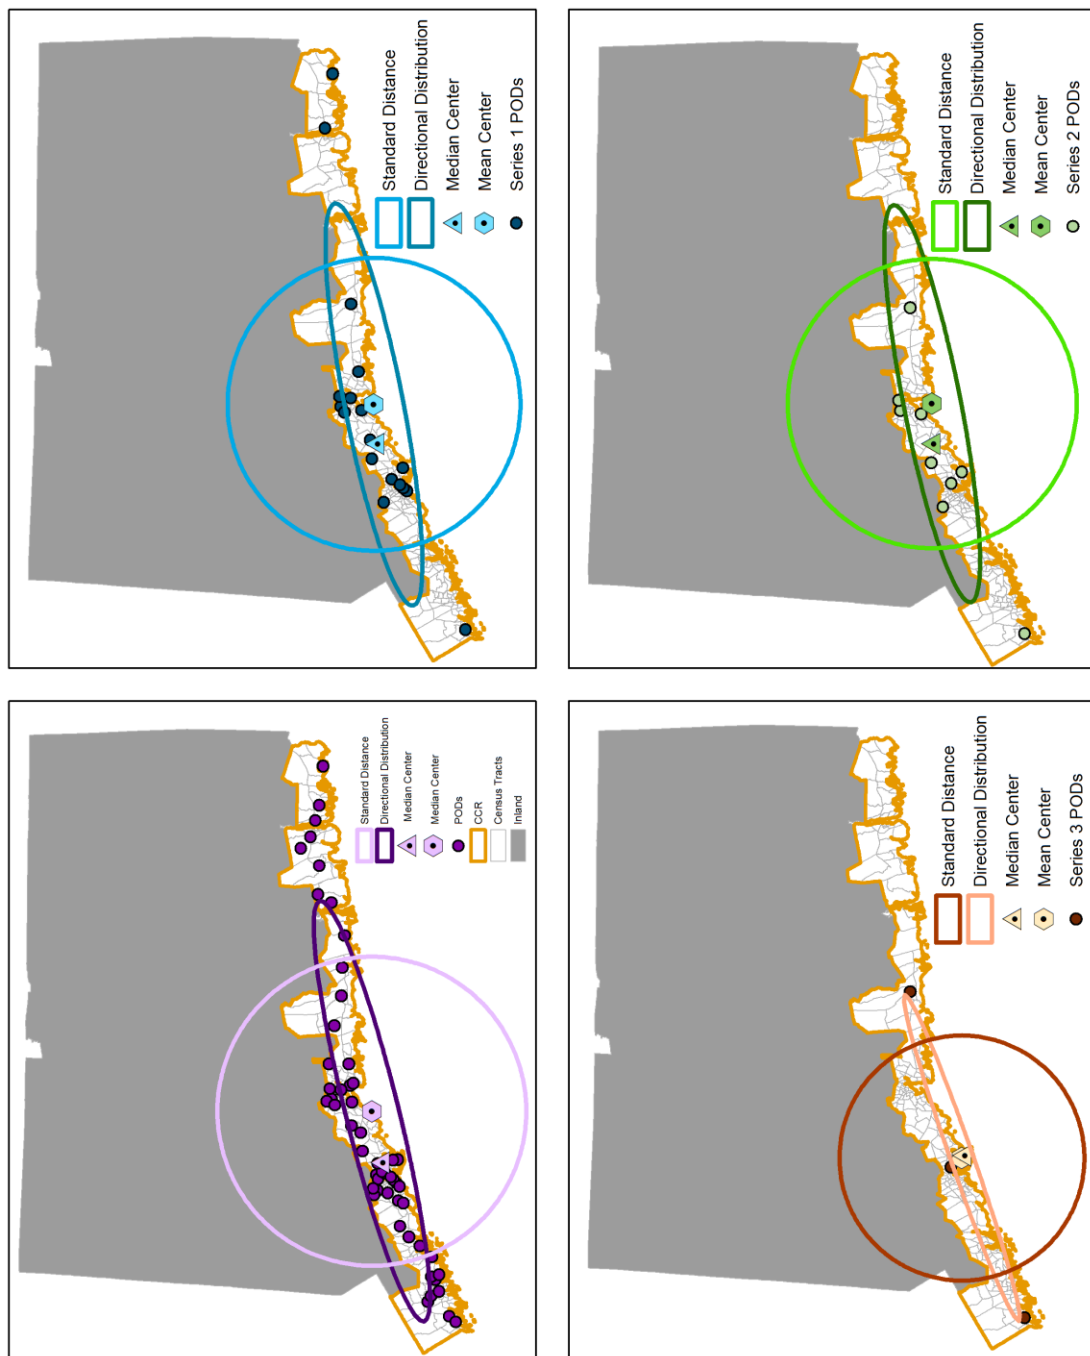 Standard Distance
Directional Distribution
Median Center
Mean Center
Series 1 PODs
Standard Distance
Directional Distribution
Median Center
Mean Center
Series 2 PODs
Standard Distance
Directional Distribution
Median Center
Median Center
PODs
CCR
Census Tracts
Inland
Standard Distance
Directional Distribution
Median Center
Mean Center
Series 3 PODs